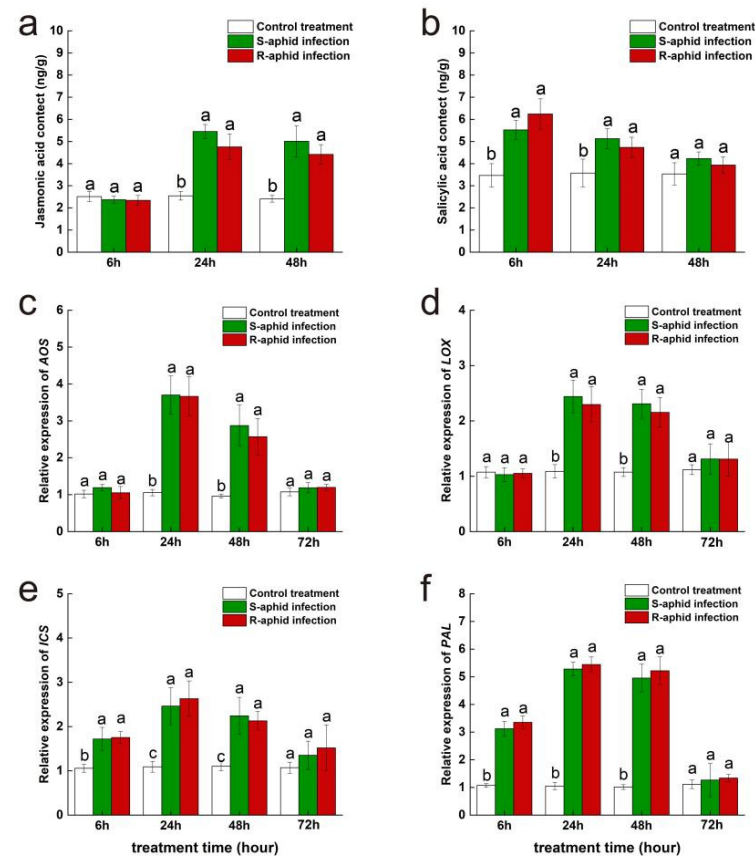 a
Jasmonic acid contect (ng/g)
10
9
8
7
6
5
4
3
2
1
0
Control treatment
S-aphid infection
R-aphid infection
a a a
b a a
b a a
6h 24h 48h
b
Salicylic acid contect (ng/g)
10
9
8
7
6
5
4
3
2
1
0
Control treatment
S-aphid infection
R-aphid infection
b a a
b a a
a a a
6h 24h 48h
c
Relative expression of AOS
6
5
4
3
2
1
0
Control treatment
S-aphid infection
R-aphid infection
a a a
b a a
b a a
a a a
6h 24h 48h 72h
d
Relative expression of LOX
4
3
2
1
0
Control treatment
S-aphid infection
R-aphid infection
a a a
b a a
b a a
a a a
6h 24h 48h 72h
e
Relative expression of ICS
5
4
3
2
1
0
Control treatment
S-aphid infection
R-aphid infection
b a a
c a a
c a a
a a a
6h 24h 48h 72h
treatment time (hour)
f
Relative expression of PAL
8
7
6
5
4
3
2
1
0
Control treatment
S-aphid infection
R-aphid infection
b a a
b a a
b a a
a a a
6h 24h 48h 72h
treatment time (hour)